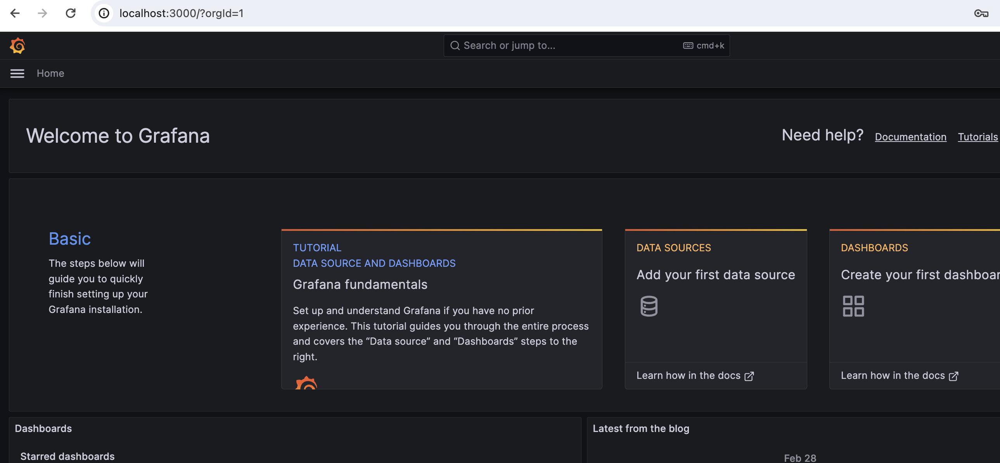 localhost:3000/?orgId=1
Search or jump to...
cmd+k
Home
Welcome to Grafana
Need help?
Documentation
Tutorials
Basic
The steps below will
guide you to quickly
finish setting up your
Grafana installation.
TUTORIAL
DATA SOURCE AND DASHBOARDS
Grafana fundamentals
Set up and understand Grafana if you have no prior
experience. This tutorial guides you through the entire process
and covers the “Data source” and “Dashboards” steps to the
right.
DATA SOURCES
Add your first data source
Learn how in the docs
DASHBOARDS
Create your first dashboar
Learn how in the docs
Dashboards
Starred dashboards
Latest from the blog
Feb 28